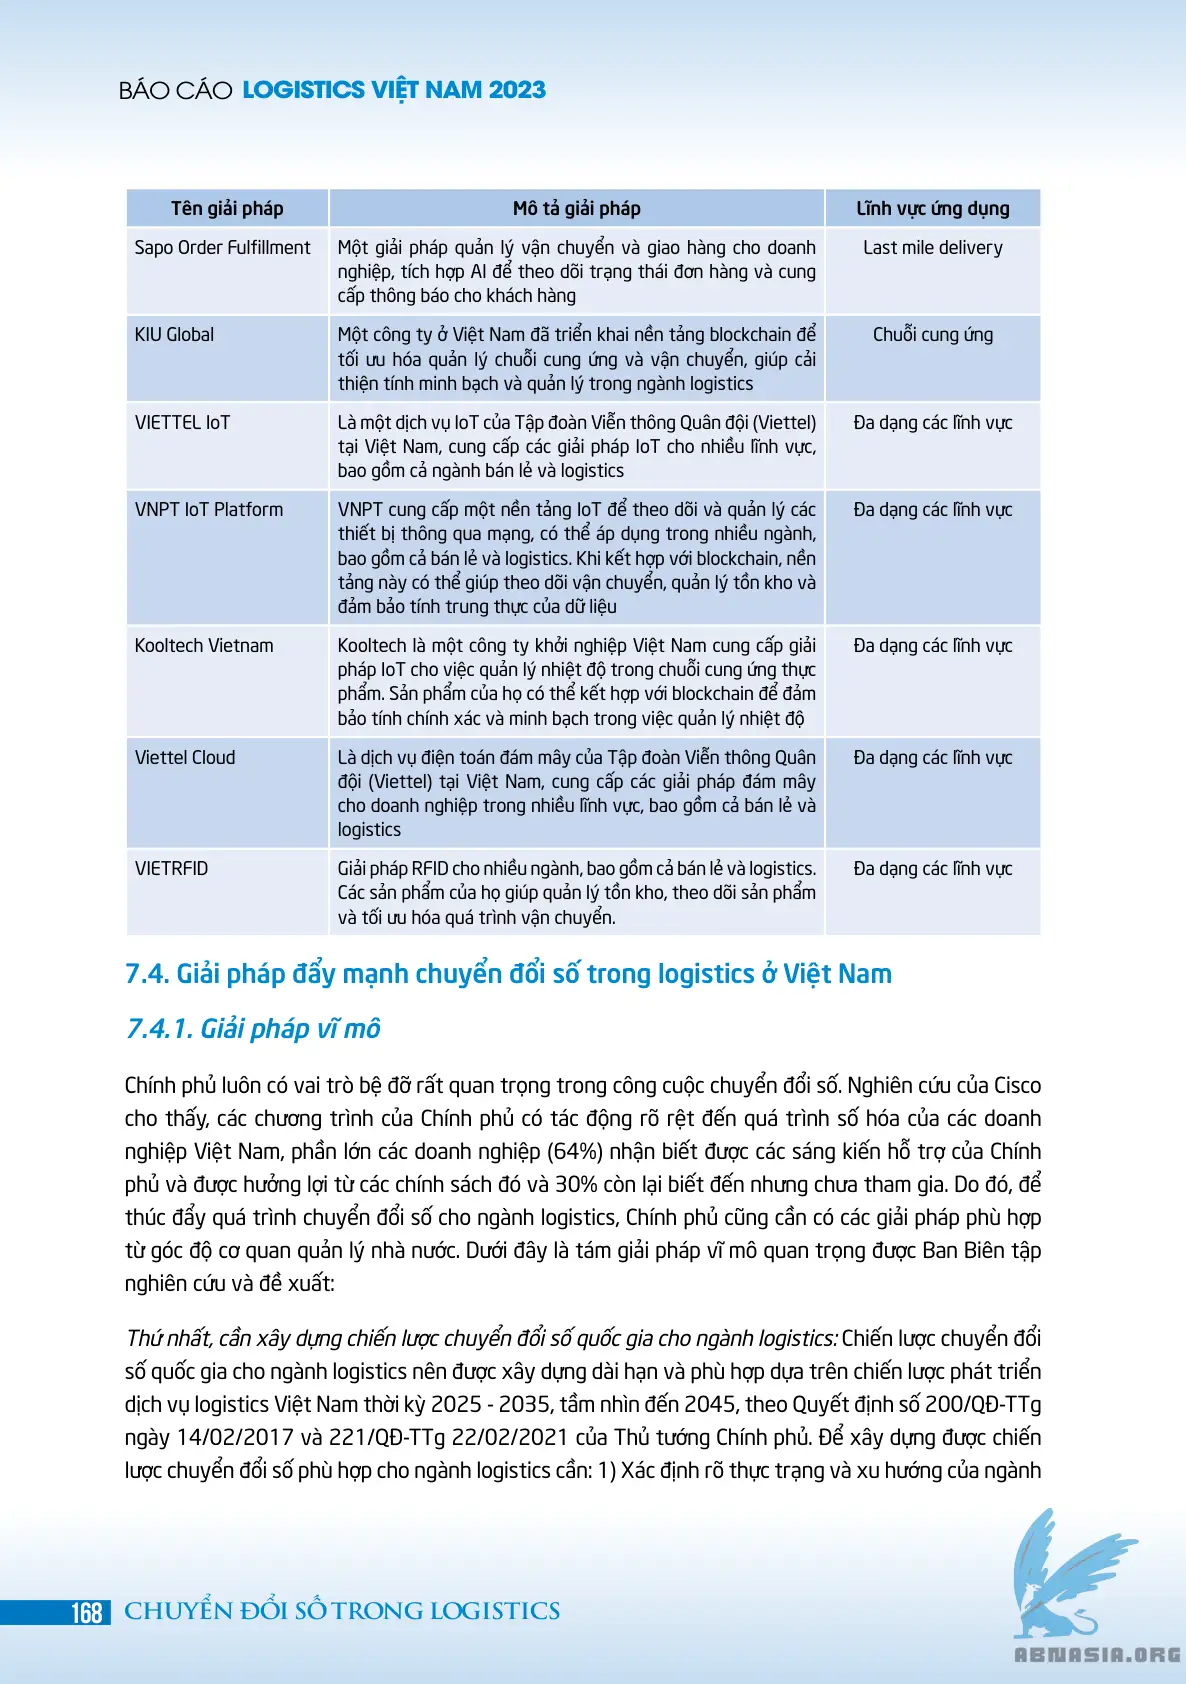 BÁO CÁO LOGISTICS VIỆT NAM 2023
Tên giải pháp
Mô tả giải pháp
Lĩnh vực ứng dụng
Sapo Order Fulfillment
Một giải pháp quản lý vận chuyển và giao hàng cho doanh
nghiệp, tích hợp AI để theo dõi trạng thái đơn hàng và cung
cấp thông báo cho khách hàng
Last mile delivery
KIU Global
Một công ty ở Việt Nam đã triển khai nền tảng blockchain để
tối ưu hóa quản lý chuỗi cung ứng và vận chuyển, giúp cải
thiện tính minh bạch và quản lý trong ngành logistics
Chuỗi cung ứng
VIETTEL IoT
Là một dịch vụ IoT của Tập đoàn Viễn thông Quân đội (Viettel)
tại Việt Nam, cung cấp các giải pháp IoT cho nhiều lĩnh vực,
bao gồm cả ngành bán lẻ và logistics
Đa dạng các lĩnh vực
VNPT IoT Platform
VNPT cung cấp một nền tảng IoT để theo dõi và quản lý các
thiết bị thông qua mạng, có thể áp dụng trong nhiều ngành,
bao gồm cả bán lẻ và logistics. Khi kết hợp với blockchain, nền
tảng này có thể giúp theo dõi vận chuyển, quản lý tồn kho và
đảm bảo tính trung thực của dữ liệu
Đa dạng các lĩnh vực
Kooltech Vietnam
Kooltech là một công ty khởi nghiệp Việt Nam cung cấp giải
pháp IoT cho việc quản lý nhiệt độ trong chuỗi cung ứng thực
phẩm. Sản phẩm của họ có thể kết hợp với blockchain để đảm
bảo tính chính xác và minh bạch trong việc quản lý nhiệt độ
Đa dạng các lĩnh vực
Viettel Cloud
Là dịch vụ điện toán đám mây của Tập đoàn Viễn thông Quân
đội (Viettel) tại Việt Nam, cung cấp các giải pháp đám mây
cho doanh nghiệp trong nhiều lĩnh vực, bao gồm cả bán lẻ và
logistics
Đa dạng các lĩnh vực
VIETRFID
Giải pháp RFID cho nhiều ngành, bao gồm cả bán lẻ và logistics.
Các sản phẩm của họ giúp quản lý tồn kho, theo dõi sản phẩm
và tối ưu hóa quá trình vận chuyển.
Đa dạng các lĩnh vực
7.4. Giải pháp đẩy mạnh chuyển đổi số trong logistics ở Việt Nam
7.4.1. Giải pháp vĩ mô
Chính phủ luôn có vai trò bệ đỡ rất quan trọng trong công cuộc chuyển đổi số. Nghiên cứu của Cisco
cho thấy, các chương trình của Chính phủ có tác động rõ rệt đến quá trình số hóa của các doanh
nghiệp Việt Nam, phần lớn các doanh nghiệp (64%) nhận biết được các sáng kiến hỗ trợ của Chính
phủ và được hưởng lợi từ các chính sách đó và 30% còn lại biết đến nhưng chưa tham gia. Do đó, để
thúc đẩy quá trình chuyển đổi số cho ngành logistics, Chính phủ cũng cần có các giải pháp phù hợp
từ góc độ cơ quan quản lý nhà nước. Dưới đây là tám giải pháp vĩ mô quan trọng được Ban Biên tập
nghiên cứu và đề xuất:
Thứ nhất, cần xây dựng chiến lược chuyển đổi số quốc gia cho ngành logistics: Chiến lược chuyển đổi
số quốc gia cho ngành logistics nên được xây dựng dài hạn và phù hợp dựa trên chiến lược phát triển
dịch vụ logistics Việt Nam thời kỳ 2025 - 2035, tầm nhìn đến 2045, theo Quyết định số 200/QĐ-TTg
ngày 14/02/2017 và 221/QĐ-TTg 22/02/2021 của Thủ tướng Chính phủ. Để xây dựng được chiến
lược chuyển đổi số phù hợp cho ngành logistics cần: 1) Xác định rõ thực trạng và xu hướng của ngành
168 CHUYỂN ĐỔI SỐ TRONG LOGISTICS
ABNASIA.ORG